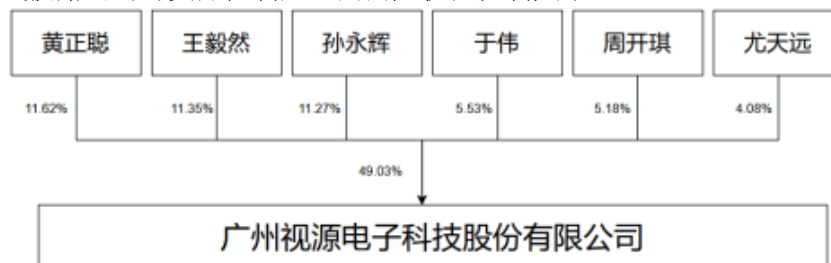 黄正聪 王毅然 孙永辉 于伟 周开琪 尤天远
11.62% 11.35% 11.27% 5.53% 5.18% 4.08%
49.03%
广州视源电子科技股份有限公司